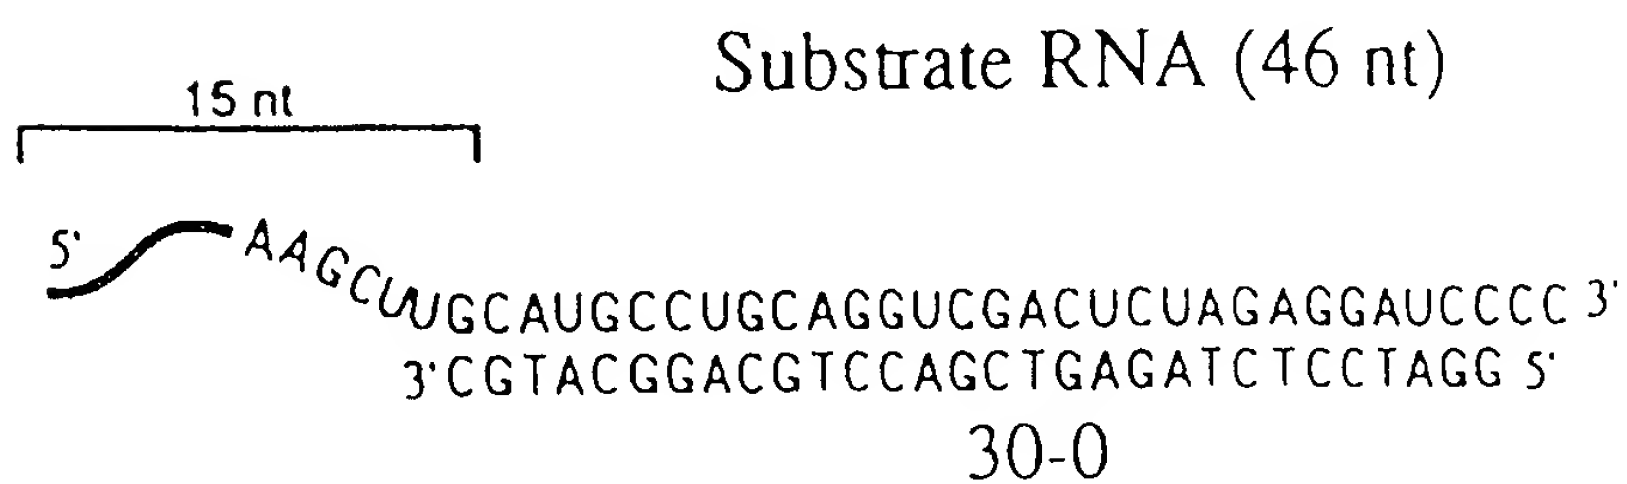 Substrate RNA (46 nt)
15 nt
5' AAGCUUGCAUGCCUGCAGGUCGACUCUAGAGGAUCCCC 3'
3'CGTACGGACGTCCAGCTGAGATCTCCTAGG 5'
30-0